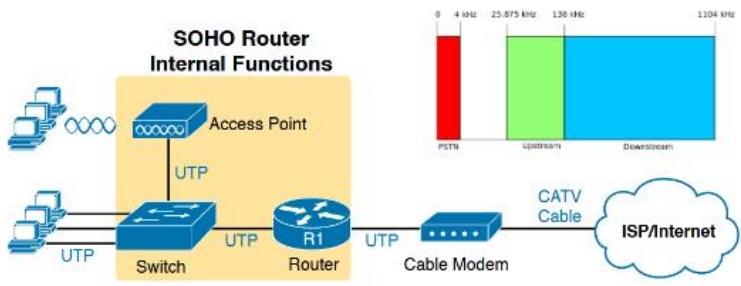 SOHO Router
Internal Functions
0 4 kHz 25.875 kHz 138 kHz 1104 kHz
PSTN Upstream Downstream
Access Point
UTP
CATV
Cable
ISP/Internet
R1
UTP UTP UTP
Switch Router Cable Modem